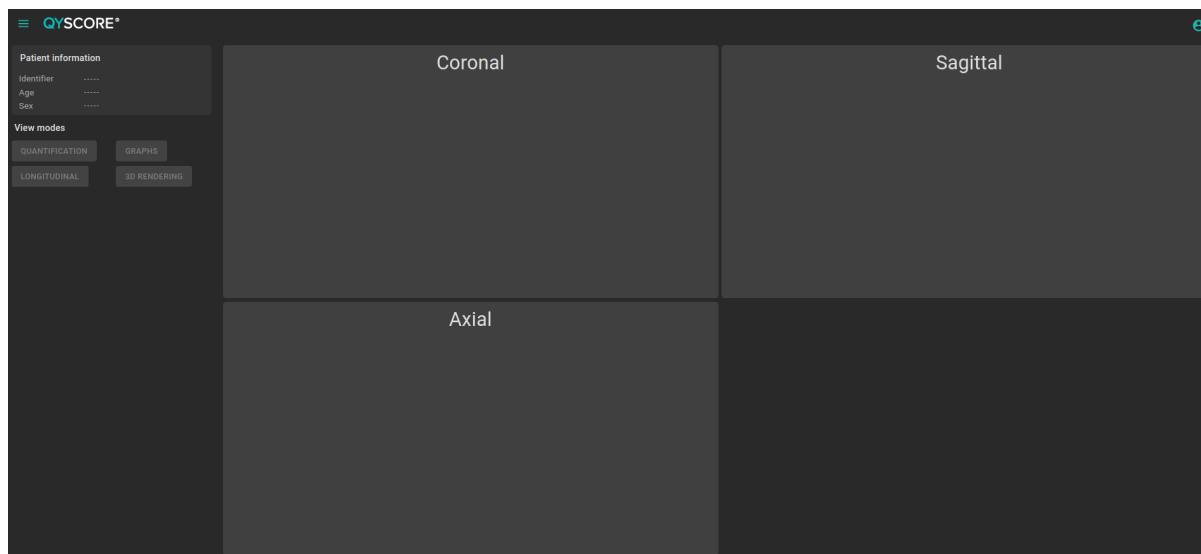 QYSCORE®
Patient information
Identifier -----
Age -----
Sex -----
View modes
QUANTIFICATION GRAPHS
LONGITUDINAL 3D RENDERING
Coronal
Sagittal
Axial